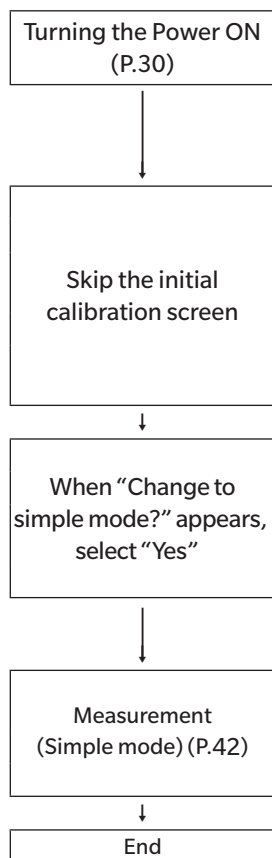 Turning the Power ON
(P.30)
Skip the initial
calibration screen
When “Change to
simple mode?” appears,
select “Yes”
Measurement
(Simple mode) (P.42)
End